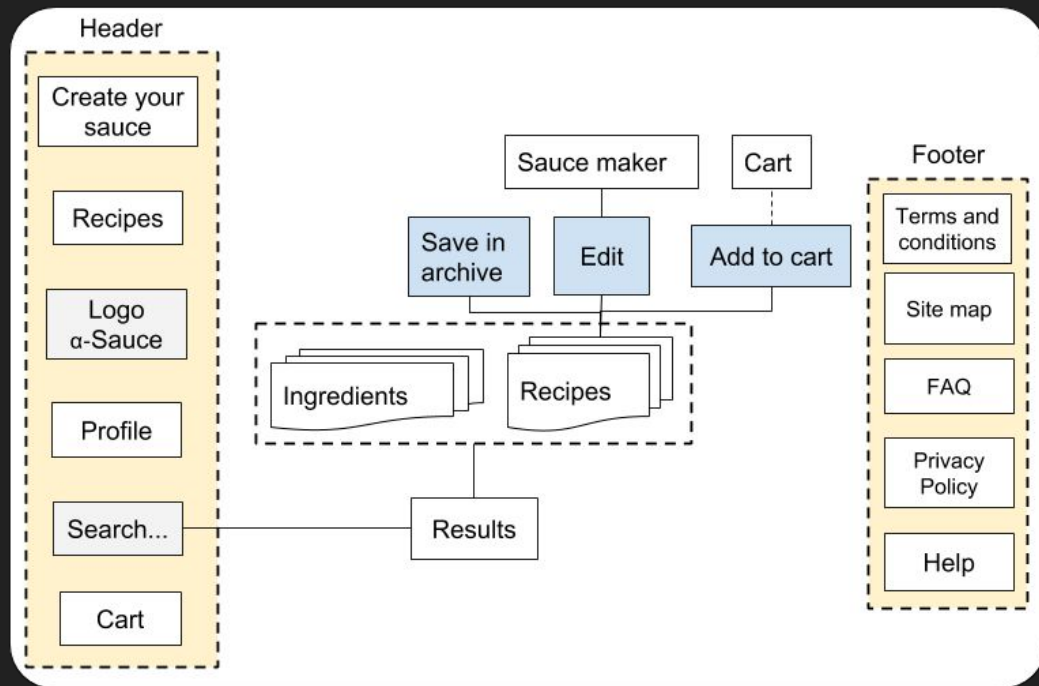 Header
Create your
sauce
Recipes
Logo
α-Sauce
Profile
Search...
Cart
Sauce maker
Cart
Save in
archive
Edit
Add to cart
Ingredients
Recipes
Results
Footer
Terms and
conditions
Site map
FAQ
Privacy
Policy
Help